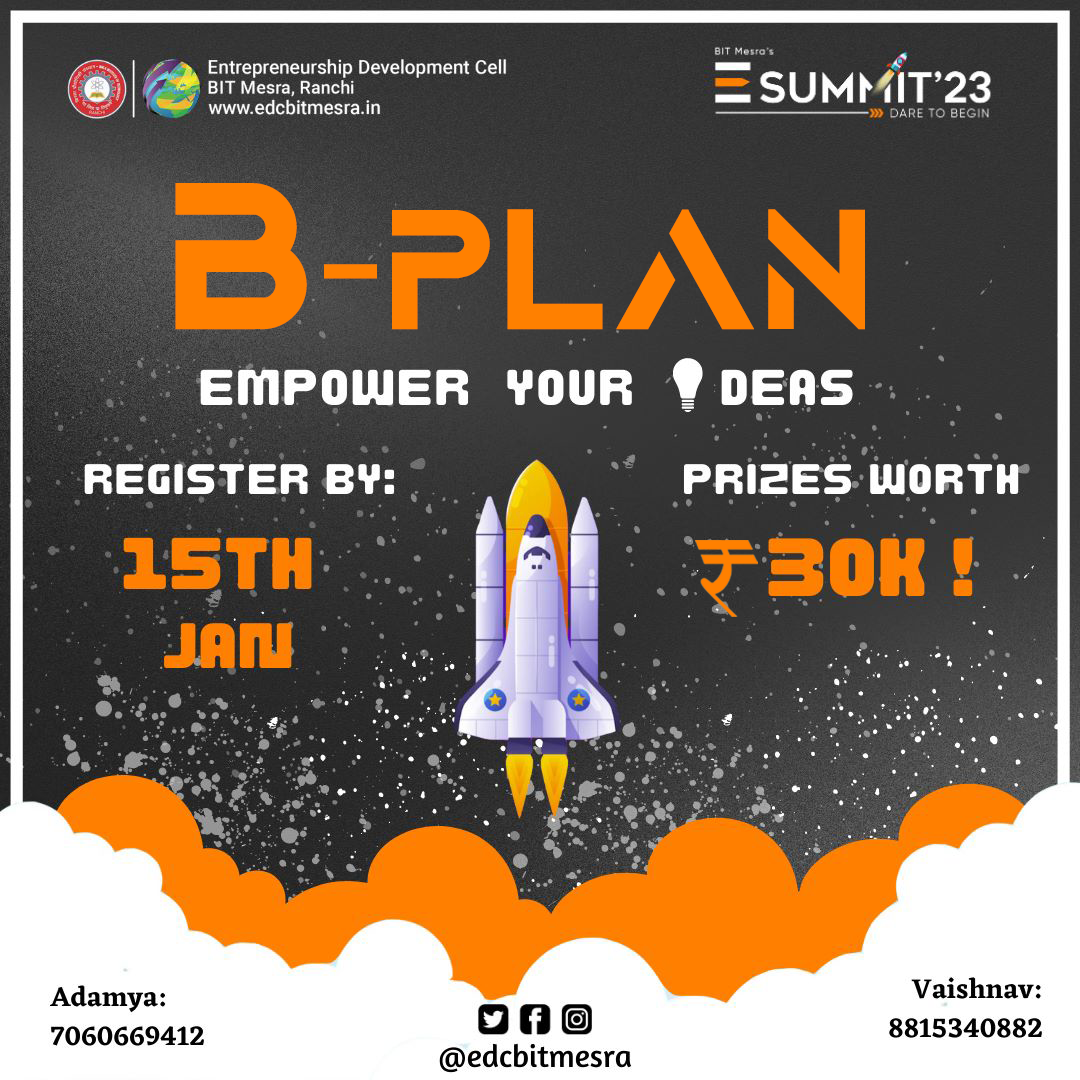 Entrepreneurship Development Cell
BIT Mesra, Ranchi
www.edcbitmesra.in
BIT Mesra's
E SUMMIT'23
DARE TO BEGIN
B-PLAN
EMPOWER YOUR DEAS
REGISTER BY:
15TH
JAN
PRIZES WORTH
₹30K !
Adamya:
7060669412
Vaishnav:
8815340882
@edcbitmesra